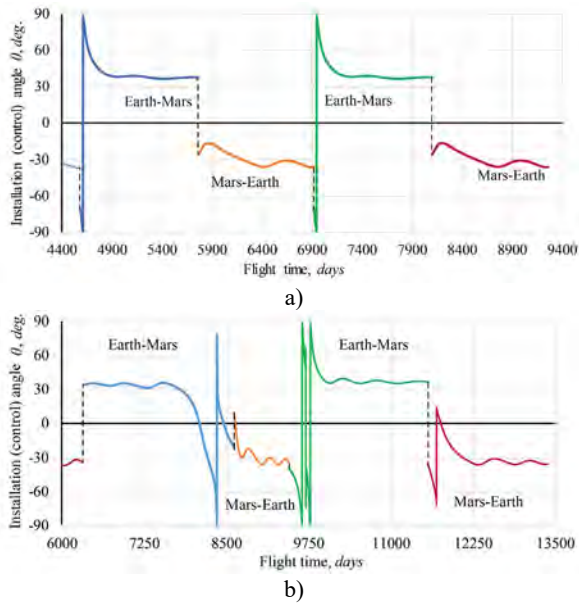 90
60
30
0
-30
-60
-90
Installation (control) angle θ, deg.
Earth-Mars
Earth-Mars
Mars-Earth
Mars-Earth
4400 4900 5400 5900 6400 6900 7400 7900 8400 8900 9400
Flight time, days
a)
90
60
30
0
-30
-60
-90
Installation (control) angle θ, deg.
Earth-Mars
Earth-Mars
Mars-Earth
Mars-Earth
6000 7250 8500 9750 11000 12250 13500
Flight time, days
b)